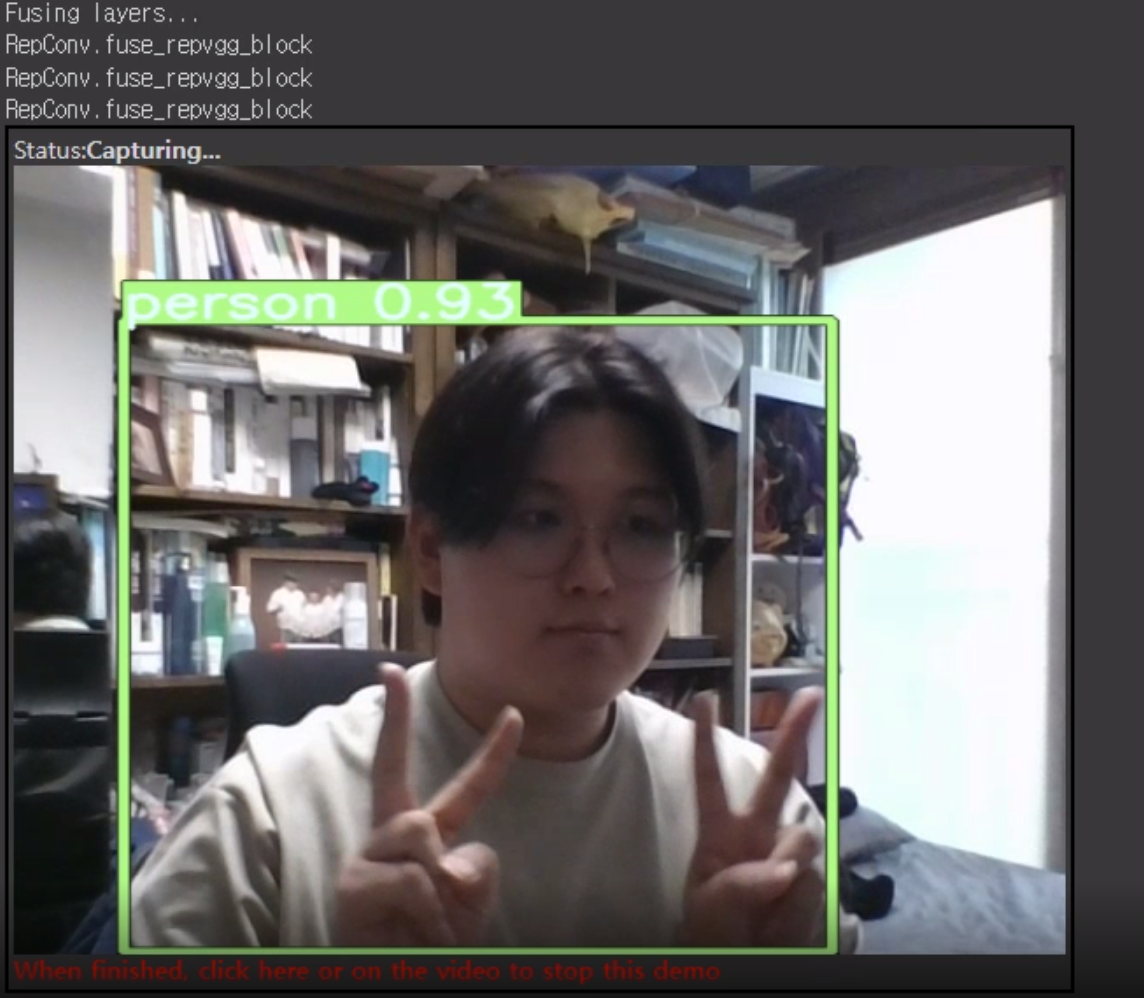 Fusing layers...
RepConv.fuse_repvgg_block
RepConv.fuse_repvgg_block
RepConv.fuse_repvgg_block
Status:Capturing...
person 0.93
When finished, click here or on the video to stop this demo